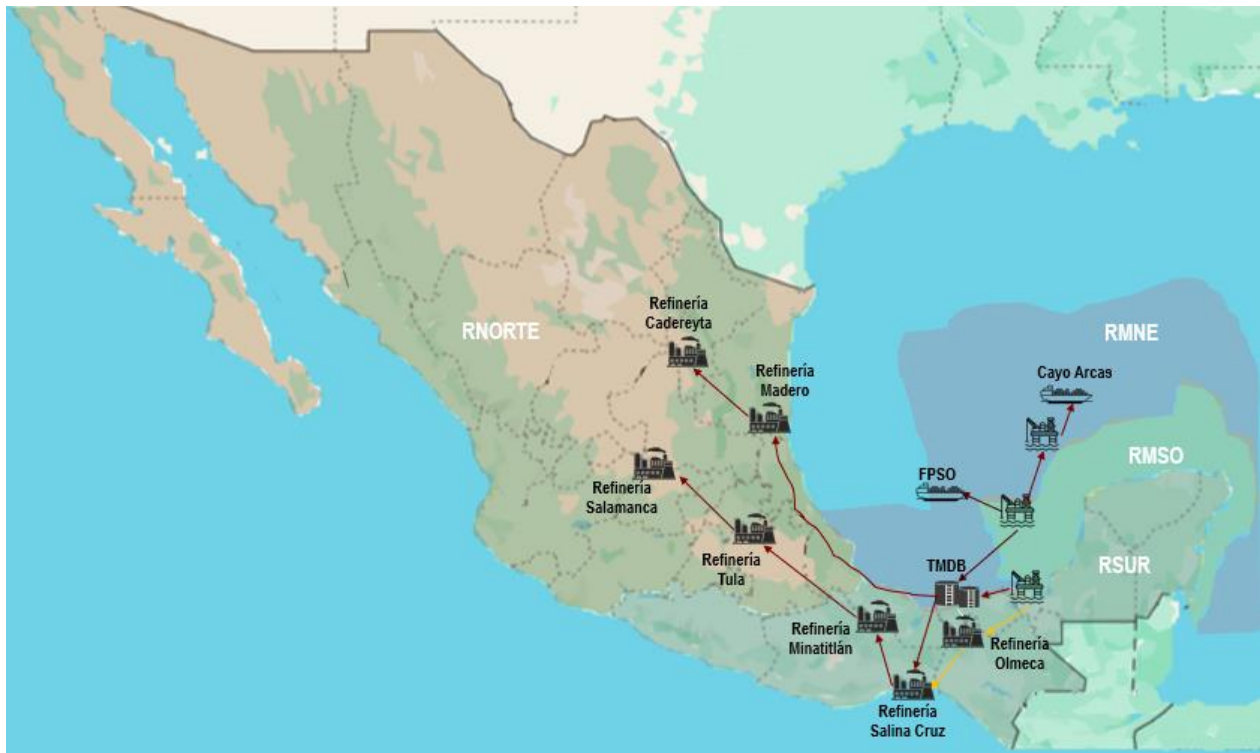 Refinería
Cadereyta
RNORTE
RMNE
Refinería
Madero
Cayo Arcas
RMSO
FPSO
Refinería
Salamanca
Refinería
Tula
TMDB
RSUR
Refinería
Minatitlán
Refinería
Olmeca
Refinería
Salina Cruz